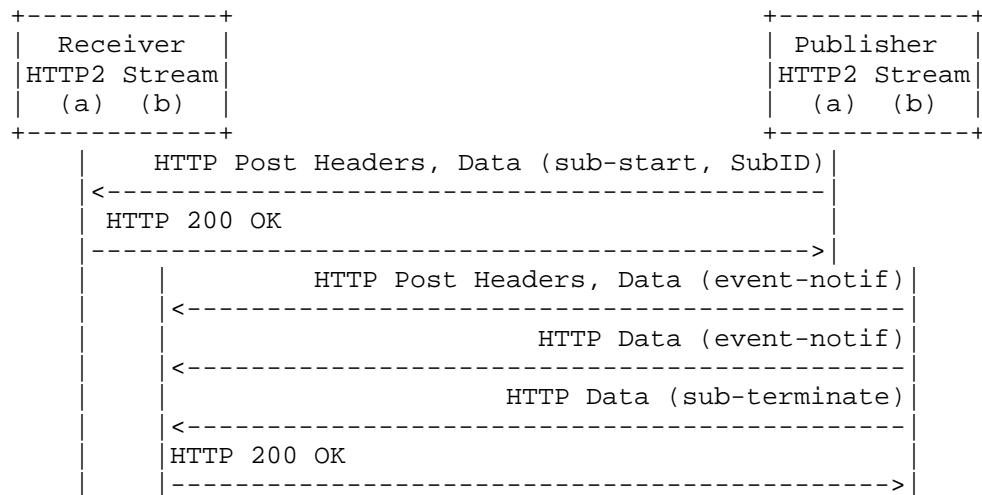 Receiver Publisher
HTTP2 Stream HTTP2 Stream
(a) (b) (a) (b)
HTTP Post Headers, Data (sub-start, SubID)
HTTP 200 OK
HTTP Post Headers, Data (event-notif)
HTTP Data (event-notif)
HTTP Data (sub-terminate)
HTTP 200 OK